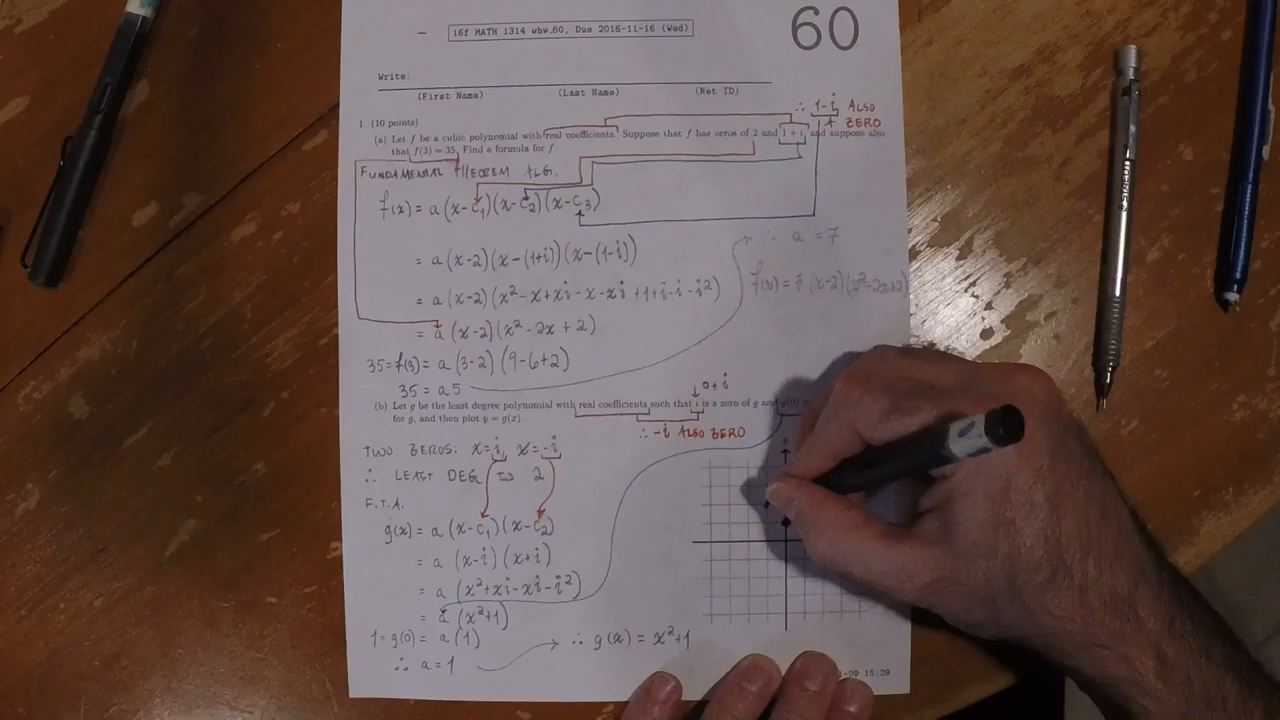 16f MATH 1314 whw.60, Due 2016-11-16 (Wed)
60
Write:
(First Name) (Last Name) (Net ID)
∴ 1-i ALSO
ZERO
1 (10 points)
(a) Let f be a cubic polynomial with real coefficients. Suppose that f has zeros of 2 and 1 + i, and suppose also
that f(3) = 35. Find a formula for f.
FUNDAMENTAL THEOREM ALG.
f(x) = a (x-c₁)(x-c₂)(x-c₃)
= a (x-2)(x-(1+i))(x-(1-i))
= a (x-2)(x²-x+xi-x-xi+1+i-i-i²)
= a (x-2)(x²-2x+2)
35=f(3)= a (3-2) (9-6+2)
35 = a5
∴ a = 7
f(x)= 7 (x-2)(x²-2x+2)
0+i
(b) Let g be the least degree polynomial with real coefficients such that i is a zero of g and g(0) =
for g, and then plot y = g(x).
∴ -i ALSO ZERO
TWO ZEROS: x=i, x=-i
∴ LEAST DEG IS 2
F.T.A.
g(x)= a (x-c₁)(x-c₂)
= a (x-i)(x+i)
= a (x²+xi-xi-i²)
= a (x²+1)
1=g(0)= a(1)
∴ a=1
∴ g(x)= x²+1
-09 15:29